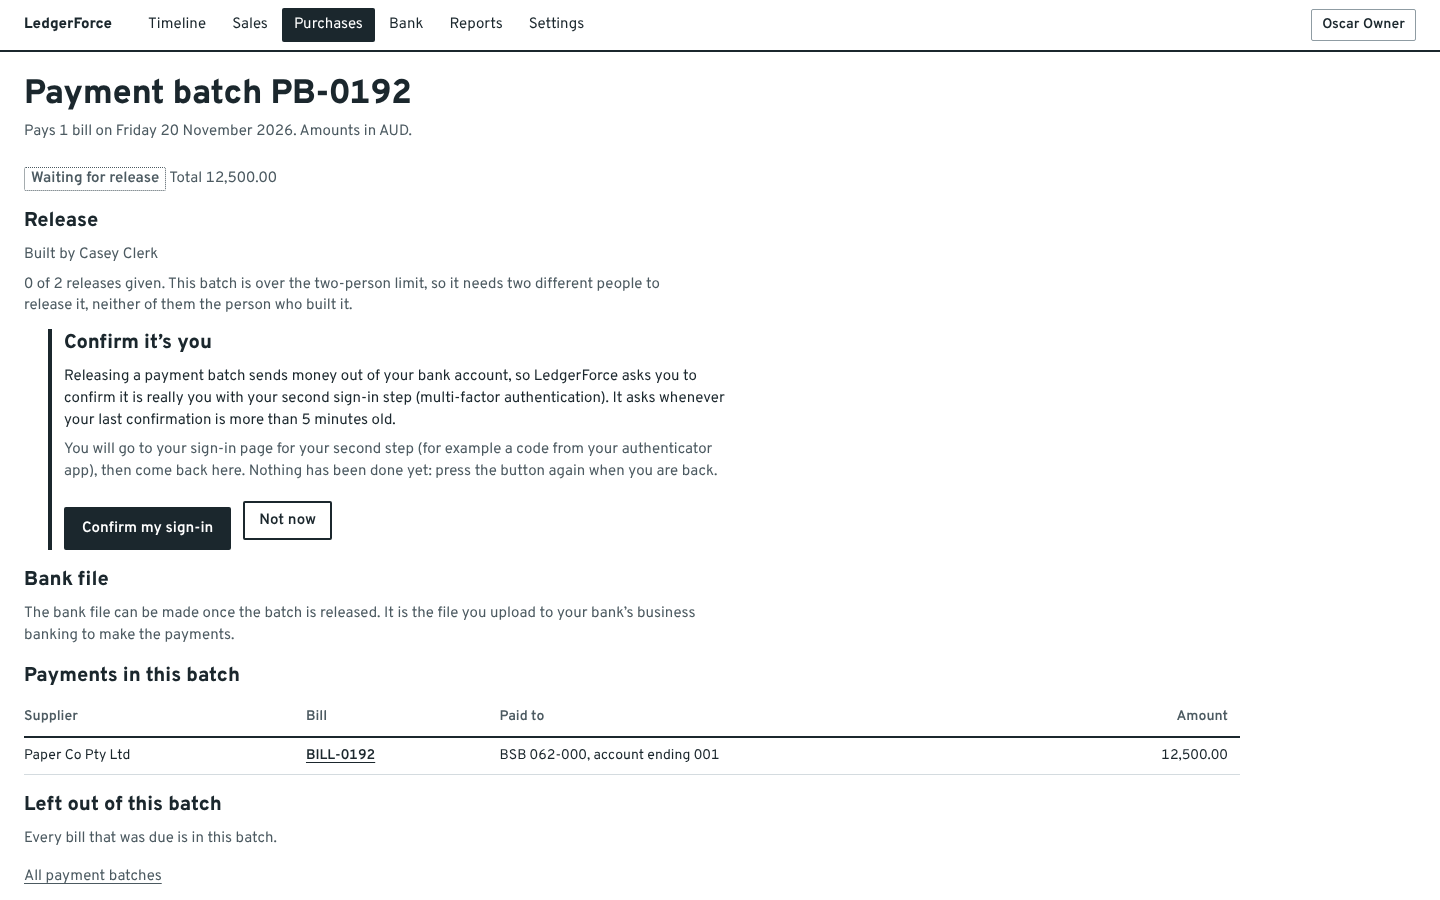 LedgerForce Timeline Sales Purchases Bank Reports Settings Oscar Owner
Payment batch PB-0192
Pays 1 bill on Friday 20 November 2026. Amounts in AUD.
Waiting for release Total 12,500.00
Release
Built by Casey Clerk
0 of 2 releases given. This batch is over the two-person limit, so it needs two different people to
release it, neither of them the person who built it.
Confirm it’s you
Releasing a payment batch sends money out of your bank account, so LedgerForce asks you to
confirm it is really you with your second sign-in step (multi-factor authentication). It asks whenever
your last confirmation is more than 5 minutes old.
You will go to your sign-in page for your second step (for example a code from your authenticator
app), then come back here. Nothing has been done yet: press the button again when you are back.
Confirm my sign-in Not now
Bank file
The bank file can be made once the batch is released. It is the file you upload to your bank’s business
banking to make the payments.
Payments in this batch
Supplier Bill Paid to Amount
Paper Co Pty Ltd BILL-0192 BSB 062-000, account ending 001 12,500.00
Left out of this batch
Every bill that was due is in this batch.
All payment batches